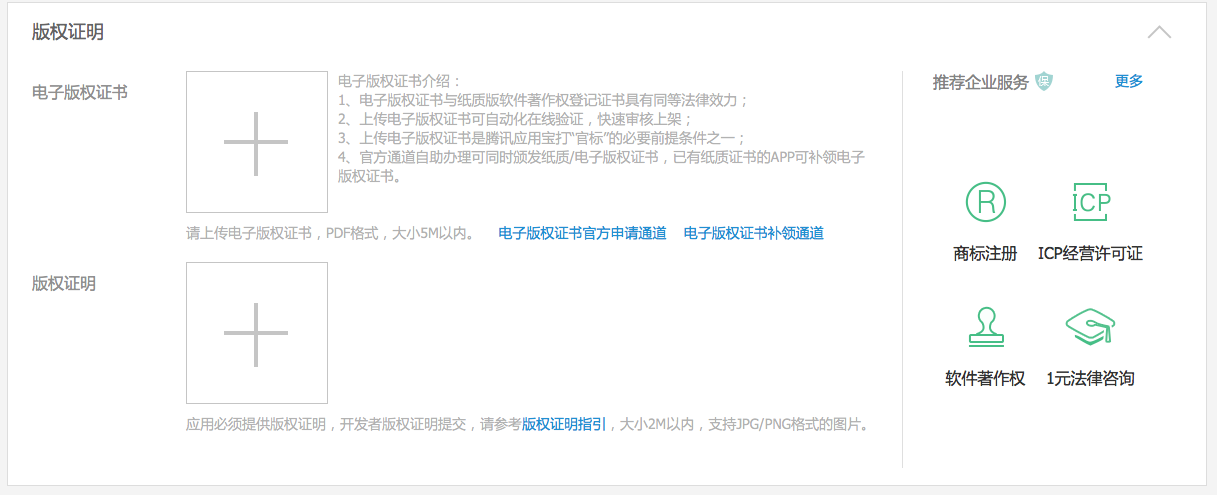 版权证明
电子版权证书
电子版权证书介绍：
1、电子版权证书与纸质版软件著作权登记证书具有同等法律效力；
2、上传电子版权证书可自动化在线验证，快速审核上架；
3、上传电子版权证书是腾讯应用宝打“官标”的必要前提条件之一；
4、官方通道自助办理可同时颁发纸质/电子版权证书，已有纸质证书的APP可补领电子
版权证书。
请上传电子版权证书，PDF格式，大小5M以内。 电子版权证书官方申请通道 电子版权证书补领通道
版权证明
应用必须提供版权证明，开发者版权证明提交，请参考版权证明指引，大小2M以内，支持JPG/PNG格式的图片。
推荐企业服务 保 更多
R ICP
商标注册 ICP经营许可证
软件著作权 1元法律咨询